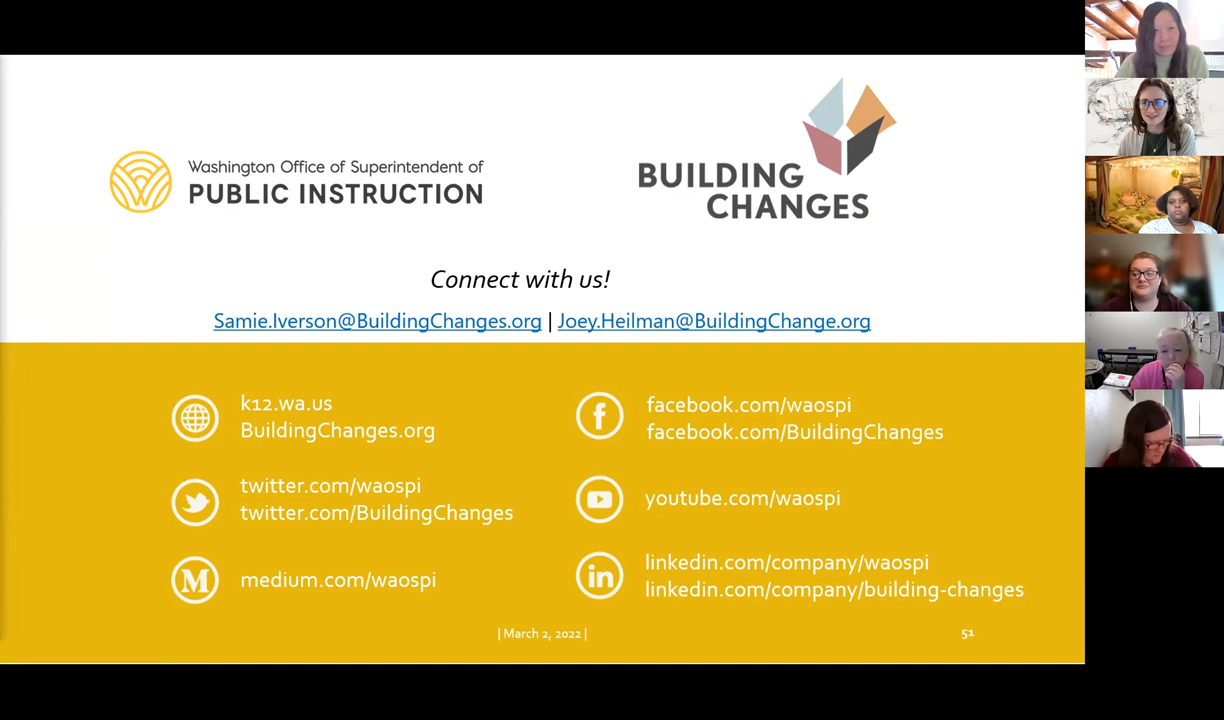 Washington Office of Superintendent of
PUBLIC INSTRUCTION
BUILDING
CHANGES
Connect with us!
Samie.Iverson@BuildingChanges.org | Joey.Heilman@BuildingChange.org
k12.wa.us
BuildingChanges.org
facebook.com/waospi
facebook.com/BuildingChanges
twitter.com/waospi
twitter.com/BuildingChanges
youtube.com/waospi
M
medium.com/waospi
in
linkedin.com/company/waospi
linkedin.com/company/building-changes
| March 2, 2022 |
51